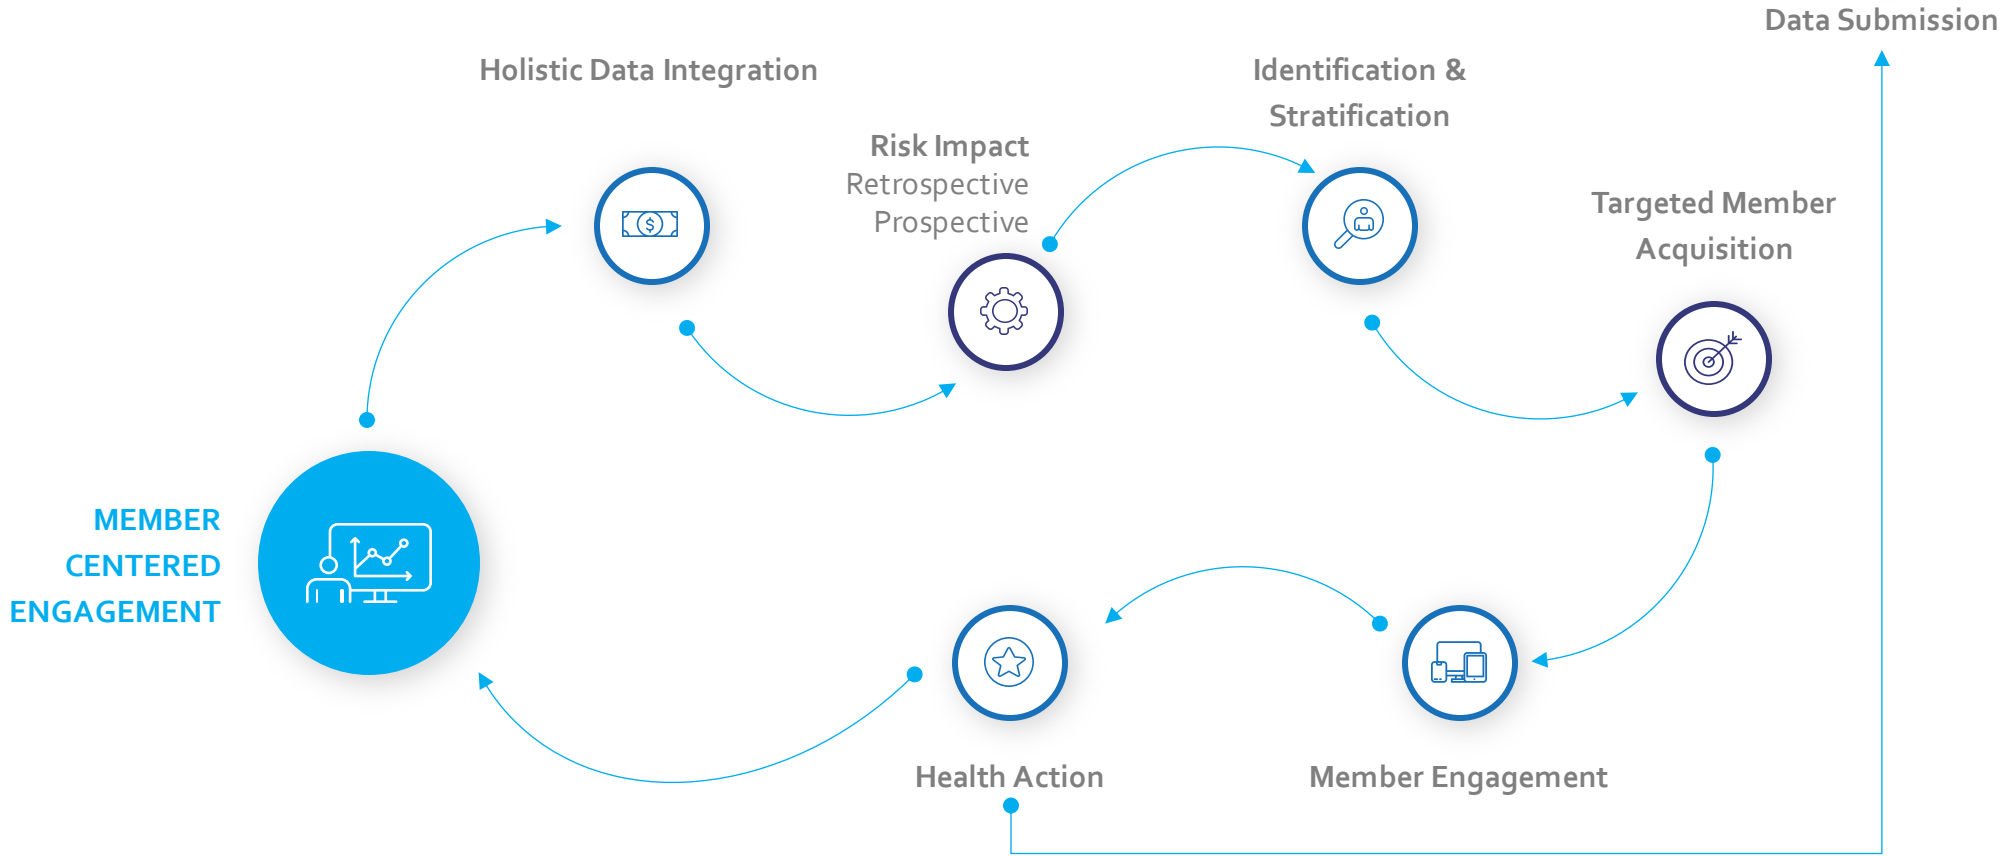 Data Submission
Holistic Data Integration
Identification &
Stratification
Risk Impact
Retrospective
Prospective
Targeted Member
Acquisition
$
MEMBER
CENTERED
ENGAGEMENT
Health Action
Member Engagement